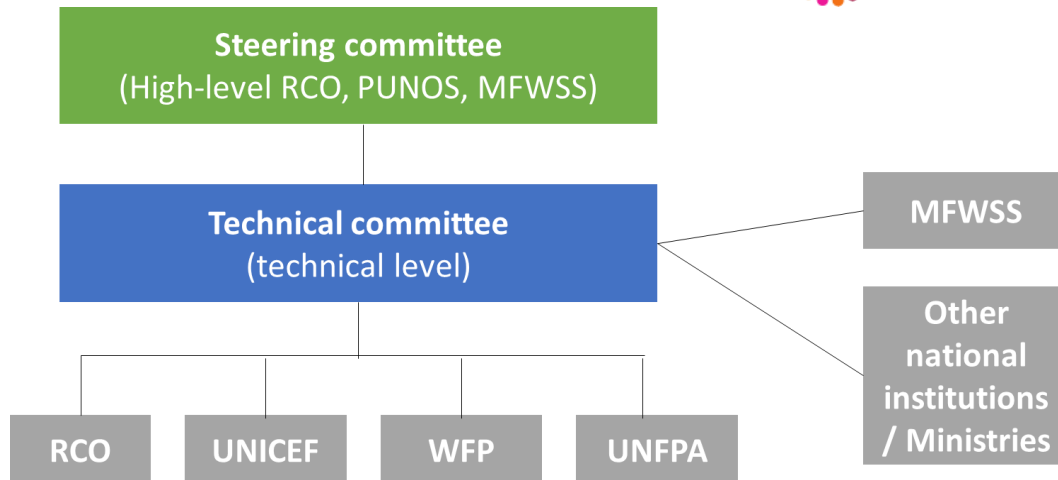 Steering committee
(High-level RCO, PUNOS, MFWSS)
Technical committee
(technical level)
MFWSS
Other
national
institutions
/ Ministries
RCO
UNICEF
WFP
UNFPA